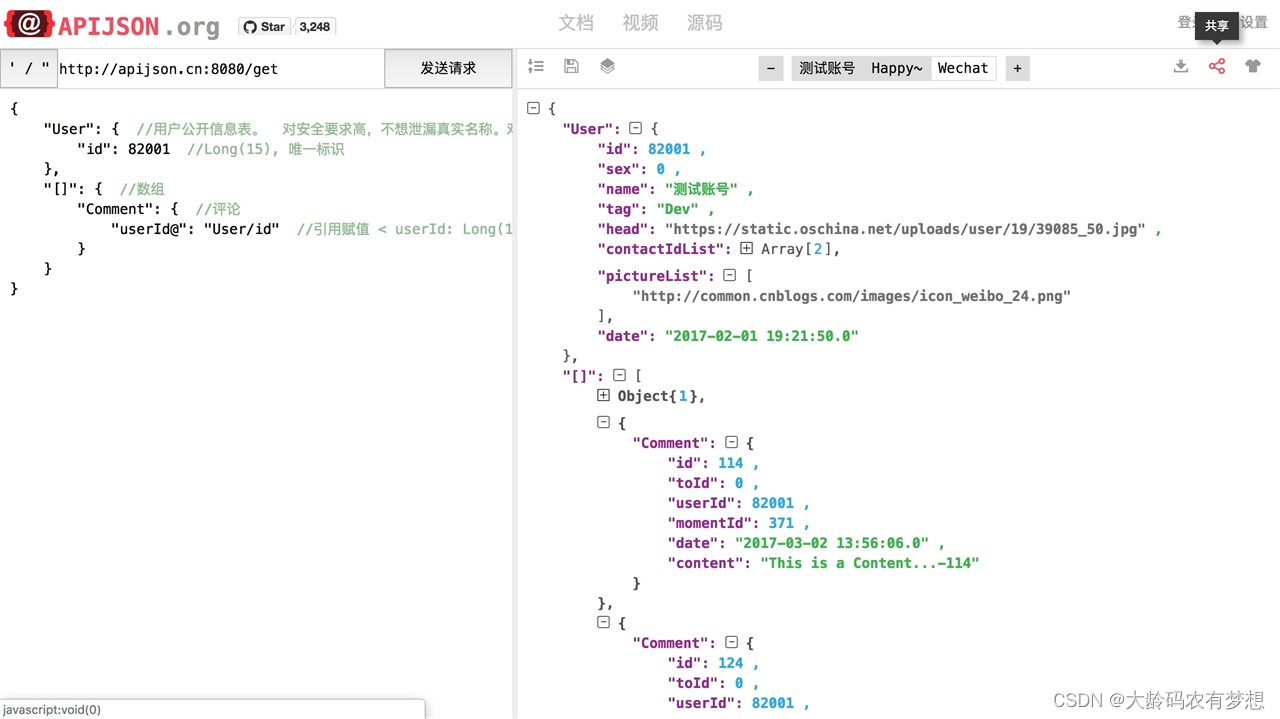 @ APIJSON.org Star 3,248 文档 视频 源码 设置
共享
' / " http://apijson.cn:8080/get 发送请求 - 测试账号 Happy~ Wechat +
{
"User": { //用户公开信息表。 对安全要求高，不想泄漏真实名称。
"id": 82001 //Long(15), 唯一标识
},
"[]": { //数组
"Comment": { //评论
"userId@": "User/id" //引用赋值 < userId: Long(1
}
}
}
{
"User": {
"id": 82001 ,
"sex": 0 ,
"name": "测试账号" ,
"tag": "Dev" ,
"head": "https://static.oschina.net/uploads/user/19/39085_50.jpg" ,
"contactIdList": Array[2],
"pictureList": [
"http://common.cnblogs.com/images/icon_weibo_24.png"
],
"date": "2017-02-01 19:21:50.0"
},
"[]": [
Object{1},
{
"Comment": {
"id": 114 ,
"toId": 0 ,
"userId": 82001 ,
"momentId": 371 ,
"date": "2017-03-02 13:56:06.0" ,
"content": "This is a Content...-114"
}
},
{
"Comment": {
"id": 124 ,
"toId": 0 ,
"userId": 82001 ,
javascript:void(0)
CSDN @大龄码农有梦想